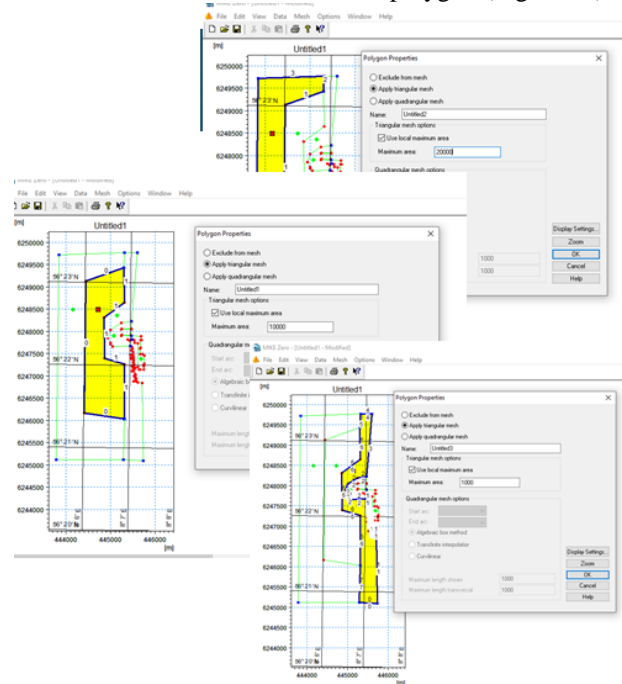 File Edit View Data Mesh Options Window Help
[m]
Untitled1
6250000
6249500
6249000
6248500
6248000
56°23'N
3
2
1
Polygon Properties
Exclude from mesh
Apply triangular mesh
Apply quadrangular mesh
Name: Untitled2
Triangular mesh options
Use local maximum area
Maximum area: 20000
Quadrangular mesh options
1000
1000
Display Settings...
Zoom
OK
Cancel
Help
File Edit View Data Mesh Options Window Help
[m]
Untitled1
6250000
6249500
6249000
6248500
6248000
6247500
6247000
6246500
6246000
6245500
6245000
6244500
6244000
56°23'N
56°22'N
56°21'N
56°20'N
444000 445000 446000
[m]
Polygon Properties
Exclude from mesh
Apply triangular mesh
Apply quadrangular mesh
Name: Untitled1
Triangular mesh options
Use local maximum area
Maximum area: 10000
MIKE Zero - [Untitled1 - Modified]
File Edit View Data Mesh Options Window Help
[m]
Untitled1
6250000
6249500
6249000
6248500
6248000
6247500
6247000
6246500
6246000
6245500
6245000
6244500
56°23'N
56°22'N
56°21'N
56°20'N
444000 445000 446000
[m]
Polygon Properties
Exclude from mesh
Apply triangular mesh
Apply quadrangular mesh
Name: Untitled3
Triangular mesh options
Use local maximum area
Maximum area: 1000
Quadrangular mesh options
Start arc:
End arc:
Algebraic box method
Transfinite interpolation
Curvilinear
Maximum length stream 1000
Maximum length transversal 1000
Display Settings...
Zoom
OK
Cancel
Help